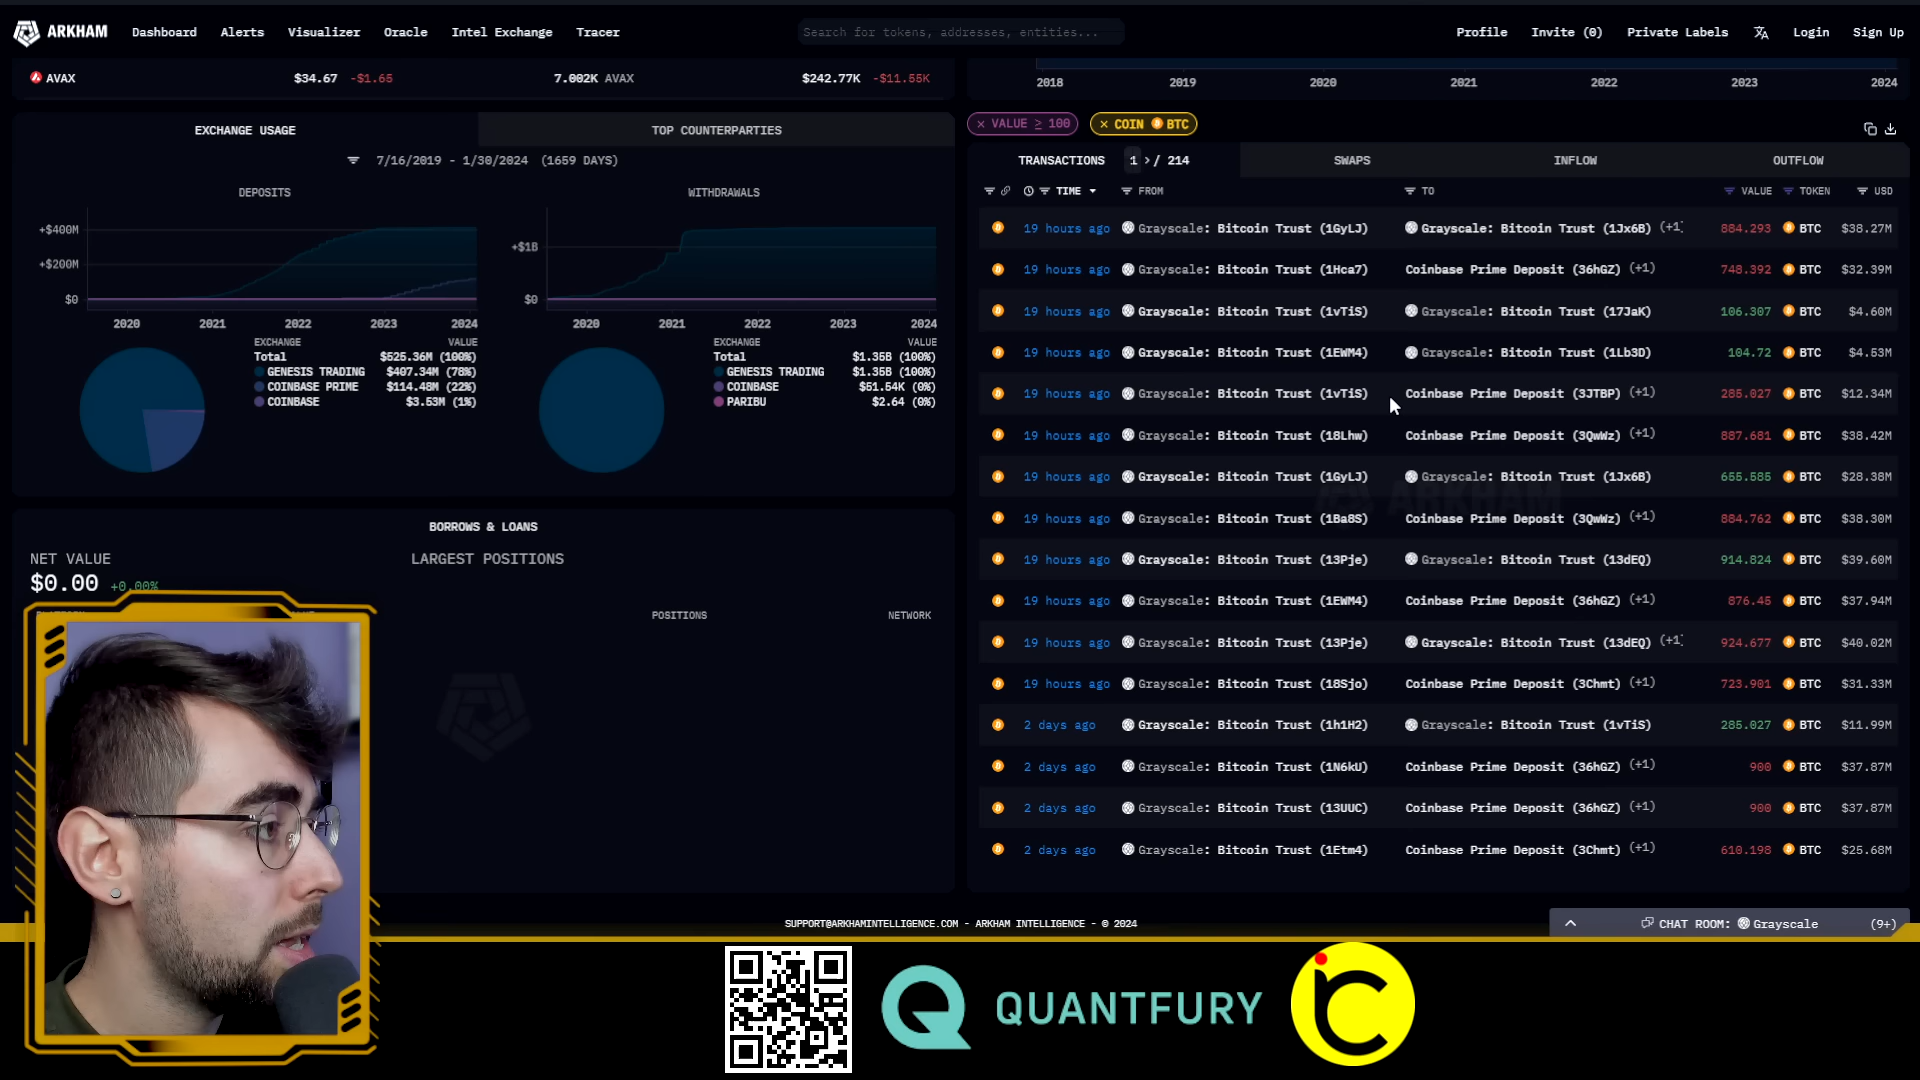 ARKHAM Dashboard Alerts Visualizer Oracle Intel Exchange Tracer Search for tokens, addresses, entities... Profile Invite (0) Private Labels Login Sign Up
AVAX $34.67 -$1.65 7.002K AVAX $242.77K -$11.55K
2018 2019 2020 2021 2022 2023 2024
EXCHANGE USAGE TOP COUNTERPARTIES
7/16/2019 - 1/30/2024 (1659 DAYS)
DEPOSITS
+$400M
+$200M
$0
2020 2021 2022 2023 2024
EXCHANGE VALUE
Total $525.36M (100%)
GENESIS TRADING $407.34M (78%)
COINBASE PRIME $114.48M (22%)
COINBASE $3.53M (1%)
WITHDRAWALS
+$1B
$0
2020 2021 2022 2023 2024
EXCHANGE VALUE
Total $1.35B (100%)
GENESIS TRADING $1.35B (100%)
COINBASE $61.54K (0%)
PARIBU $2.64 (0%)
BORROWS & LOANS
NET VALUE LARGEST POSITIONS
$0.00 +0.00%
POSITIONS NETWORK
× VALUE ≥ 100 × COIN BTC
TRANSACTIONS 1 > / 214 SWAPS INFLOW OUTFLOW
TIME FROM TO VALUE TOKEN USD
19 hours ago Grayscale: Bitcoin Trust (1GyLJ) Grayscale: Bitcoin Trust (1Jx6B) (+1) 884.293 BTC $38.27M
19 hours ago Grayscale: Bitcoin Trust (1Hca7) Coinbase Prime Deposit (36hGZ) (+1) 748.392 BTC $32.39M
19 hours ago Grayscale: Bitcoin Trust (1vTiS) Grayscale: Bitcoin Trust (17JaK) 106.307 BTC $4.60M
19 hours ago Grayscale: Bitcoin Trust (1EWM4) Grayscale: Bitcoin Trust (1Lb3D) 104.72 BTC $4.53M
19 hours ago Grayscale: Bitcoin Trust (1vTiS) Coinbase Prime Deposit (3JTBP) (+1) 285.027 BTC $12.34M
19 hours ago Grayscale: Bitcoin Trust (18Lhw) Coinbase Prime Deposit (3QwWz) (+1) 887.681 BTC $38.42M
19 hours ago Grayscale: Bitcoin Trust (1GyLJ) Grayscale: Bitcoin Trust (1Jx6B) 655.585 BTC $28.38M
19 hours ago Grayscale: Bitcoin Trust (1Ba8S) Coinbase Prime Deposit (3QwWz) (+1) 884.762 BTC $38.30M
19 hours ago Grayscale: Bitcoin Trust (13Pje) Grayscale: Bitcoin Trust (13dEQ) 914.824 BTC $39.60M
19 hours ago Grayscale: Bitcoin Trust (1EWM4) Coinbase Prime Deposit (36hGZ) (+1) 876.45 BTC $37.94M
19 hours ago Grayscale: Bitcoin Trust (13Pje) Grayscale: Bitcoin Trust (13dEQ) (+1) 924.677 BTC $40.02M
19 hours ago Grayscale: Bitcoin Trust (18Sjo) Coinbase Prime Deposit (3Chmt) (+1) 723.901 BTC $31.33M
2 days ago Grayscale: Bitcoin Trust (1h1H2) Grayscale: Bitcoin Trust (1vTiS) 285.027 BTC $11.99M
2 days ago Grayscale: Bitcoin Trust (1N6kU) Coinbase Prime Deposit (36hGZ) (+1) 900 BTC $37.87M
2 days ago Grayscale: Bitcoin Trust (13UUC) Coinbase Prime Deposit (36hGZ) (+1) 900 BTC $37.87M
2 days ago Grayscale: Bitcoin Trust (1Etm4) Coinbase Prime Deposit (3Chmt) (+1) 610.198 BTC $25.68M
SUPPORT@ARKHAMINTELLIGENCE.COM - ARKHAM INTELLIGENCE - © 2024
CHAT ROOM: Grayscale (9+)
QUANTFURY